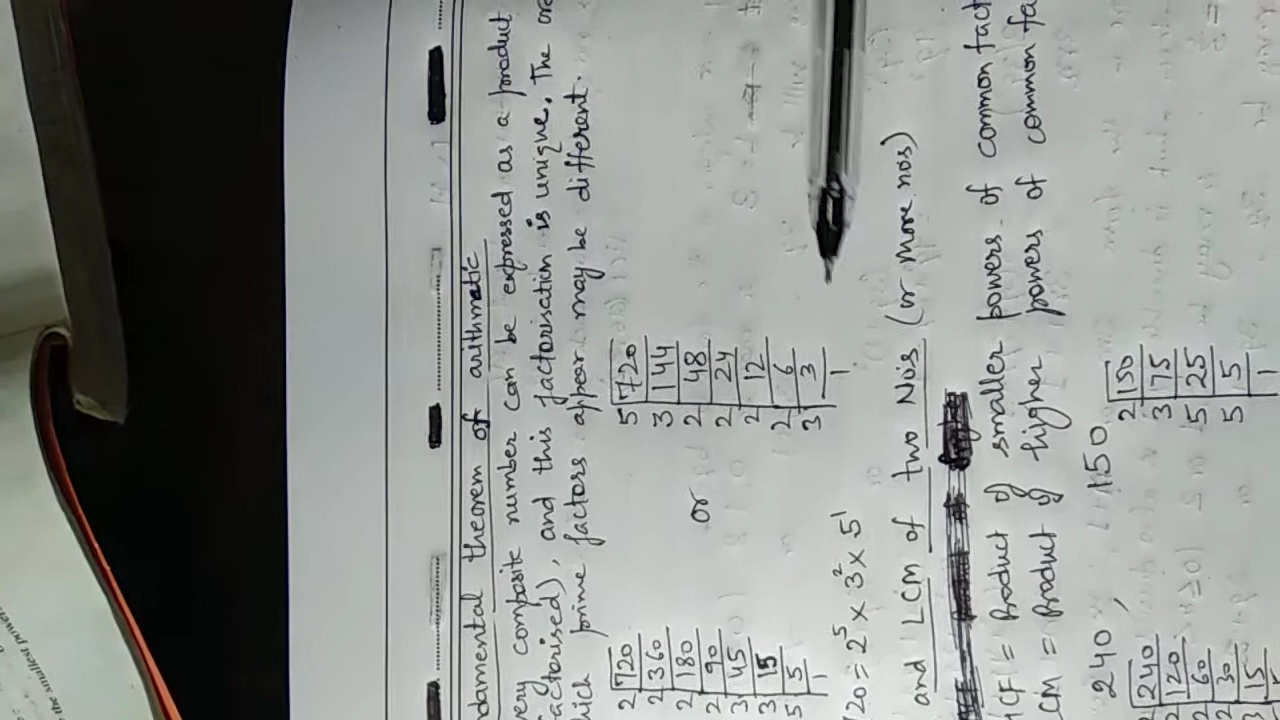 damental theorem of arithmetic
very composite number can be expressed as a product
factorised), and this factorisation is unique. The or
hich prime factors appear may be different.
2 720
2 360
2 180
2 90
3 45
3 15
5 5
1
or
5 720
3 144
2 48
2 24
2 12
2 6
3 3
1
720 = 2^5 × 3^2 × 5^1
and LCM of two No's (or more nos)
HCF = Product of smaller powers of common fact
LCM = Product of higher powers of common fa
240, 150
2 240
2 120
2 60
2 30
3 15
2 150
3 75
5 25
5 5
1
the smallest power